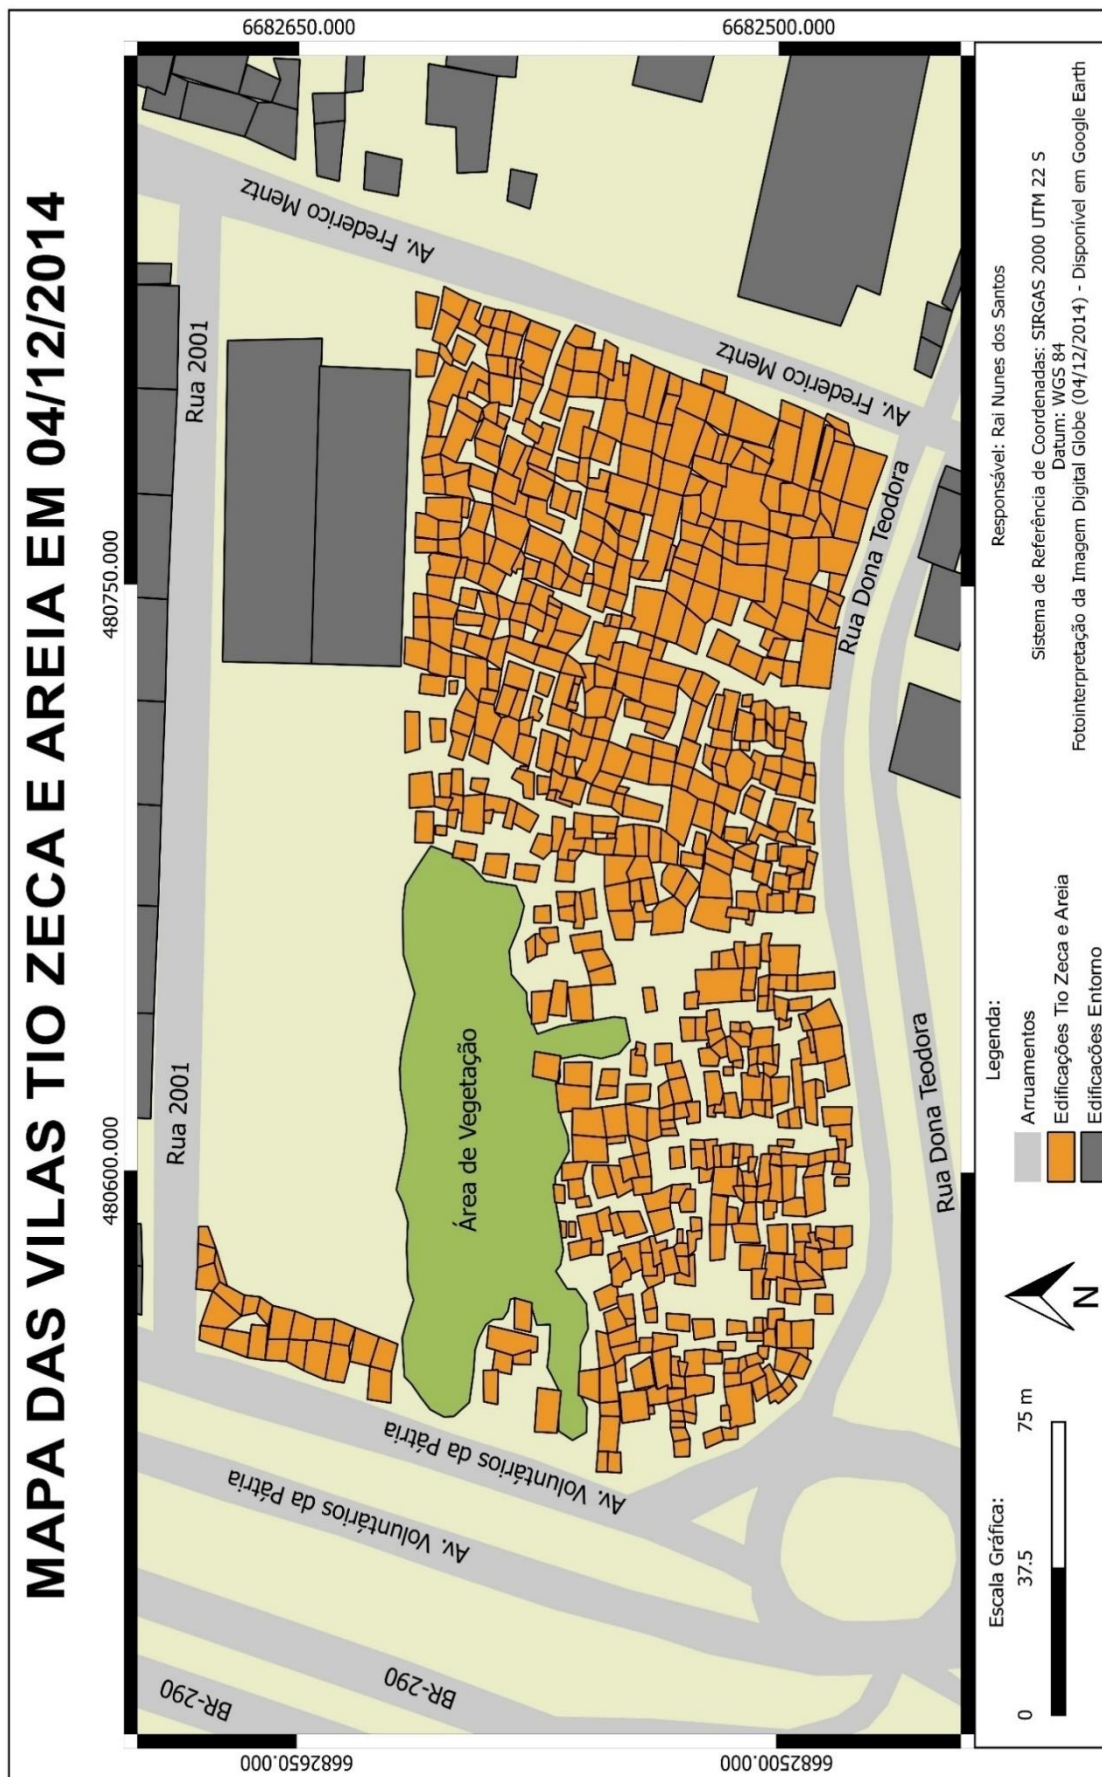 MAPA DAS VILAS TIO ZECA E AREIA EM 04/12/2014
480600.000
480750.000
6682650.000
6682650.000
6682500.000
6682500.000
Rua 2001
Rua 2001
BR-290
BR-290
Av. Voluntários da Pátria
Av. Voluntários da Pátria
Área de Vegetação
Av. Frederico Mentz
Av. Frederico Mentz
Rua Dona Teodora
Rua Dona Teodora
Escala Gráfica:
0 37.5 75 m
N
Legenda:
Arruamentos
Edificações Tio Zeca e Areia
Edificacões Entorno
Responsável: Rai Nunes dos Santos
Sistema de Referência de Coordenadas: SIRGAS 2000 UTM 22 S
Datum: WGS 84
Fotointerpretação da Imagem Digital Globe (04/12/2014) - Disponível em Google Earth